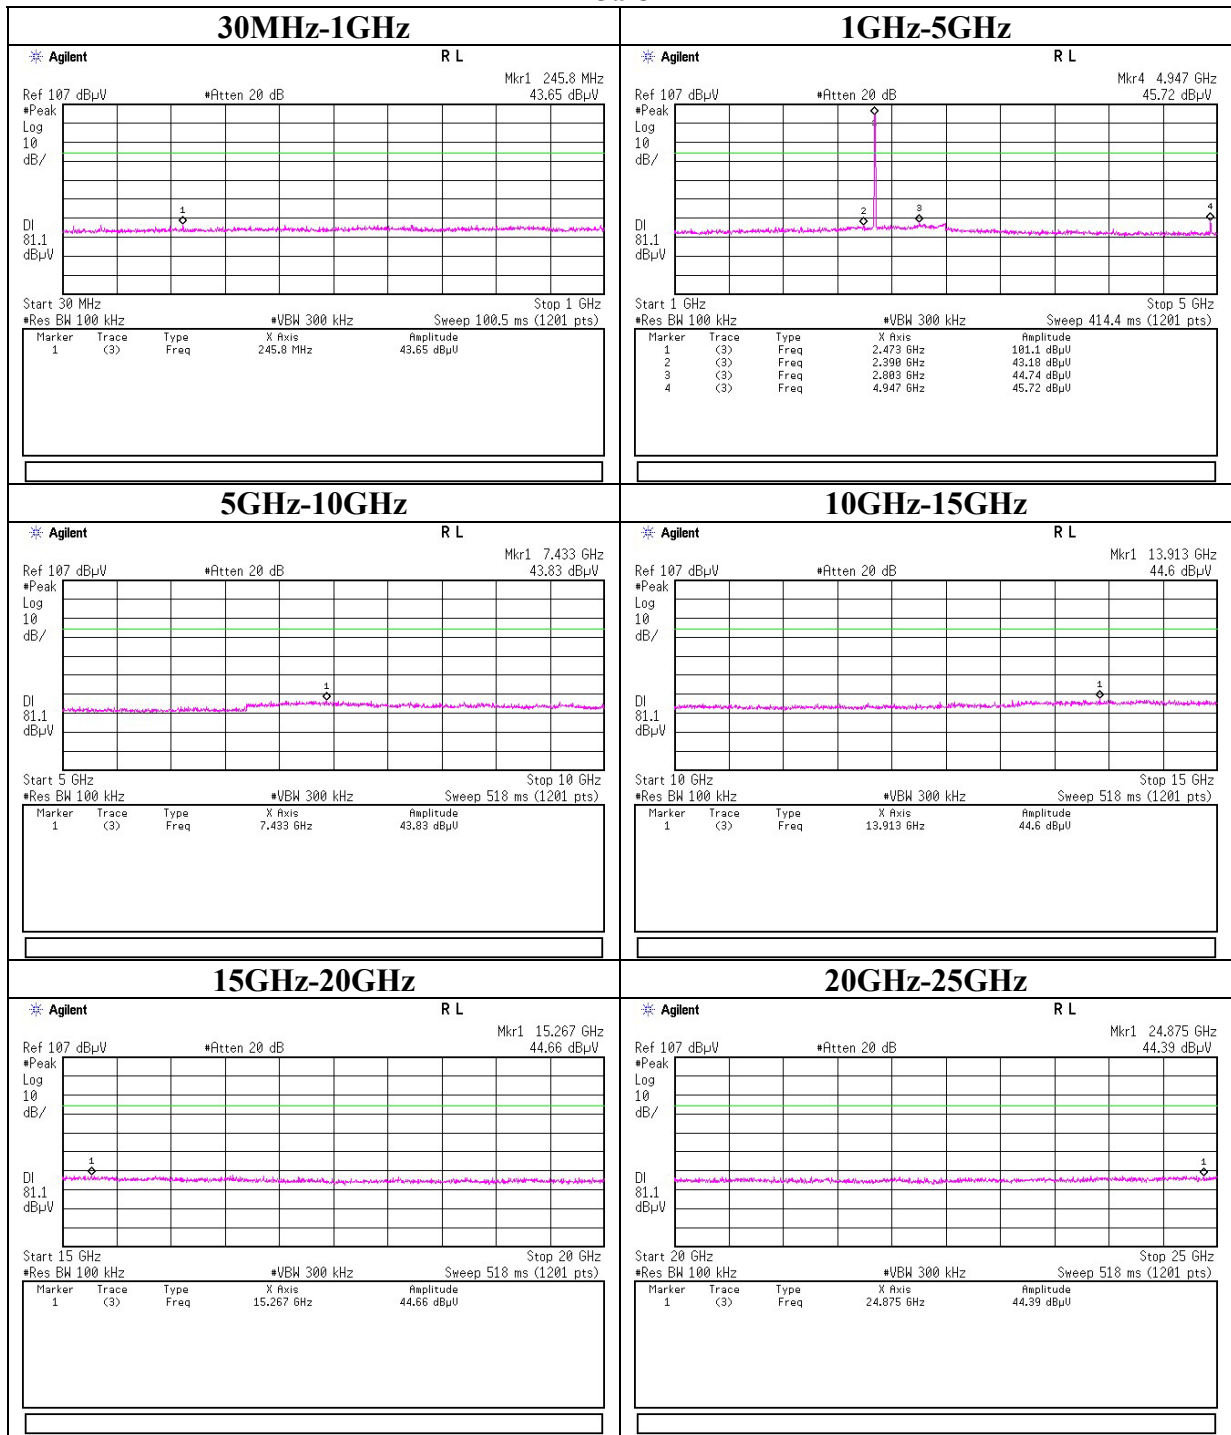 30MHz-1GHz
Agilent
R L
Mkr1 245.8 MHz
Ref 107 dBµV
#Atten 20 dB
43.65 dBµV
#Peak
Log
10
dB/
1
DI
81.1
dBµV
Start 30 MHz
Stop 1 GHz
#Res BW 100 kHz
#VBW 300 kHz
Sweep 100.5 ms (1201 pts)
Marker Trace Type X Axis Amplitude
1 (3) Freq 245.8 MHz 43.65 dBµV
1GHz-5GHz
Agilent
R L
Mkr4 4.947 GHz
Ref 107 dBµV
#Atten 20 dB
45.72 dBµV
#Peak
Log
10
dB/
2
3
4
DI
81.1
dBµV
Start 1 GHz
Stop 5 GHz
#Res BW 100 kHz
#VBW 300 kHz
Sweep 414.4 ms (1201 pts)
Marker Trace Type X Axis Amplitude
1 (3) Freq 2.473 GHz 101.1 dBµV
2 (3) Freq 2.390 GHz 43.18 dBµV
3 (3) Freq 2.803 GHz 44.74 dBµV
4 (3) Freq 4.947 GHz 45.72 dBµV
5GHz-10GHz
Agilent
R L
Mkr1 7.433 GHz
Ref 107 dBµV
#Atten 20 dB
43.83 dBµV
#Peak
Log
10
dB/
1
DI
81.1
dBµV
Start 5 GHz
Stop 10 GHz
#Res BW 100 kHz
#VBW 300 kHz
Sweep 518 ms (1201 pts)
Marker Trace Type X Axis Amplitude
1 (3) Freq 7.433 GHz 43.83 dBµV
10GHz-15GHz
Agilent
R L
Mkr1 13.913 GHz
Ref 107 dBµV
#Atten 20 dB
44.6 dBµV
#Peak
Log
10
dB/
1
DI
81.1
dBµV
Start 10 GHz
Stop 15 GHz
#Res BW 100 kHz
#VBW 300 kHz
Sweep 518 ms (1201 pts)
Marker Trace Type X Axis Amplitude
1 (3) Freq 13.913 GHz 44.6 dBµV
15GHz-20GHz
Agilent
R L
Mkr1 15.267 GHz
Ref 107 dBµV
#Atten 20 dB
44.66 dBµV
#Peak
Log
10
dB/
1
DI
81.1
dBµV
Start 15 GHz
Stop 20 GHz
#Res BW 100 kHz
#VBW 300 kHz
Sweep 518 ms (1201 pts)
Marker Trace Type X Axis Amplitude
1 (3) Freq 15.267 GHz 44.66 dBµV
20GHz-25GHz
Agilent
R L
Mkr1 24.875 GHz
Ref 107 dBµV
#Atten 20 dB
44.39 dBµV
#Peak
Log
10
dB/
1
DI
81.1
dBµV
Start 20 GHz
Stop 25 GHz
#Res BW 100 kHz
#VBW 300 kHz
Sweep 518 ms (1201 pts)
Marker Trace Type X Axis Amplitude
1 (3) Freq 24.875 GHz 44.39 dBµV